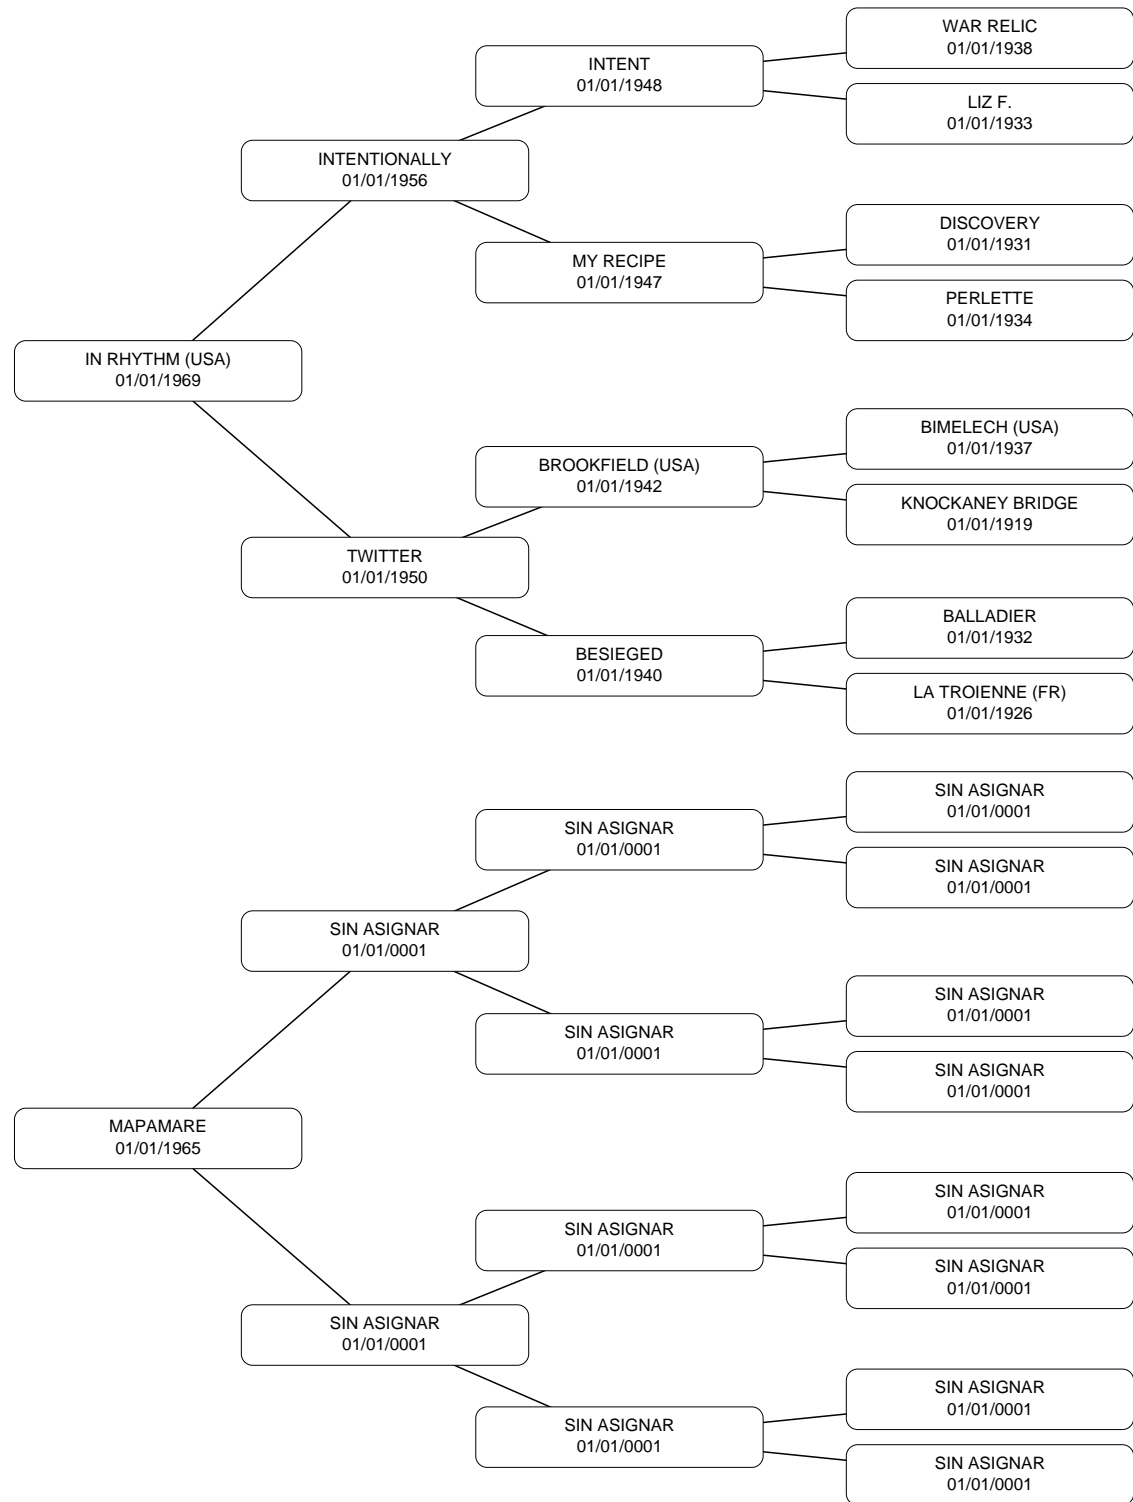 WAR RELIC
01/01/1938
INTENT
01/01/1948
LIZ F.
01/01/1933
INTENTIONALLY
01/01/1956
DISCOVERY
01/01/1931
MY RECIPE
01/01/1947
PERLETTE
01/01/1934
IN RHYTHM (USA)
01/01/1969
BIMELECH (USA)
01/01/1937
BROOKFIELD (USA)
01/01/1942
KNOCKANEY BRIDGE
01/01/1919
TWITTER
01/01/1950
BALLADIER
01/01/1932
BESIEGED
01/01/1940
LA TROIENNE (FR)
01/01/1926
SIN ASIGNAR
01/01/0001
SIN ASIGNAR
01/01/0001
SIN ASIGNAR
01/01/0001
SIN ASIGNAR
01/01/0001
SIN ASIGNAR
01/01/0001
SIN ASIGNAR
01/01/0001
SIN ASIGNAR
01/01/0001
MAPAMARE
01/01/1965
SIN ASIGNAR
01/01/0001
SIN ASIGNAR
01/01/0001
SIN ASIGNAR
01/01/0001
SIN ASIGNAR
01/01/0001
SIN ASIGNAR
01/01/0001
SIN ASIGNAR
01/01/0001
SIN ASIGNAR
01/01/0001